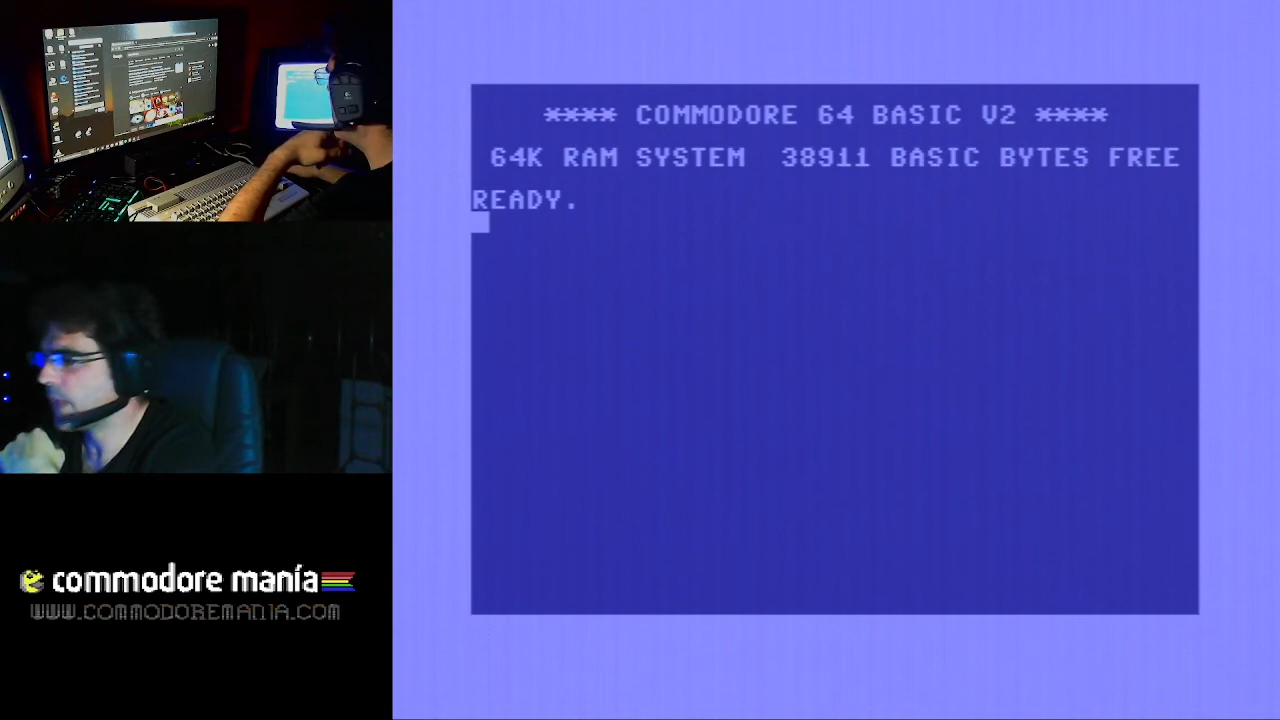 **** COMMODORE 64 BASIC V2 ****
64K RAM SYSTEM  38911 BASIC BYTES FREE
READY.
commodore manía
WWW.COMMODOREMANIA.COM